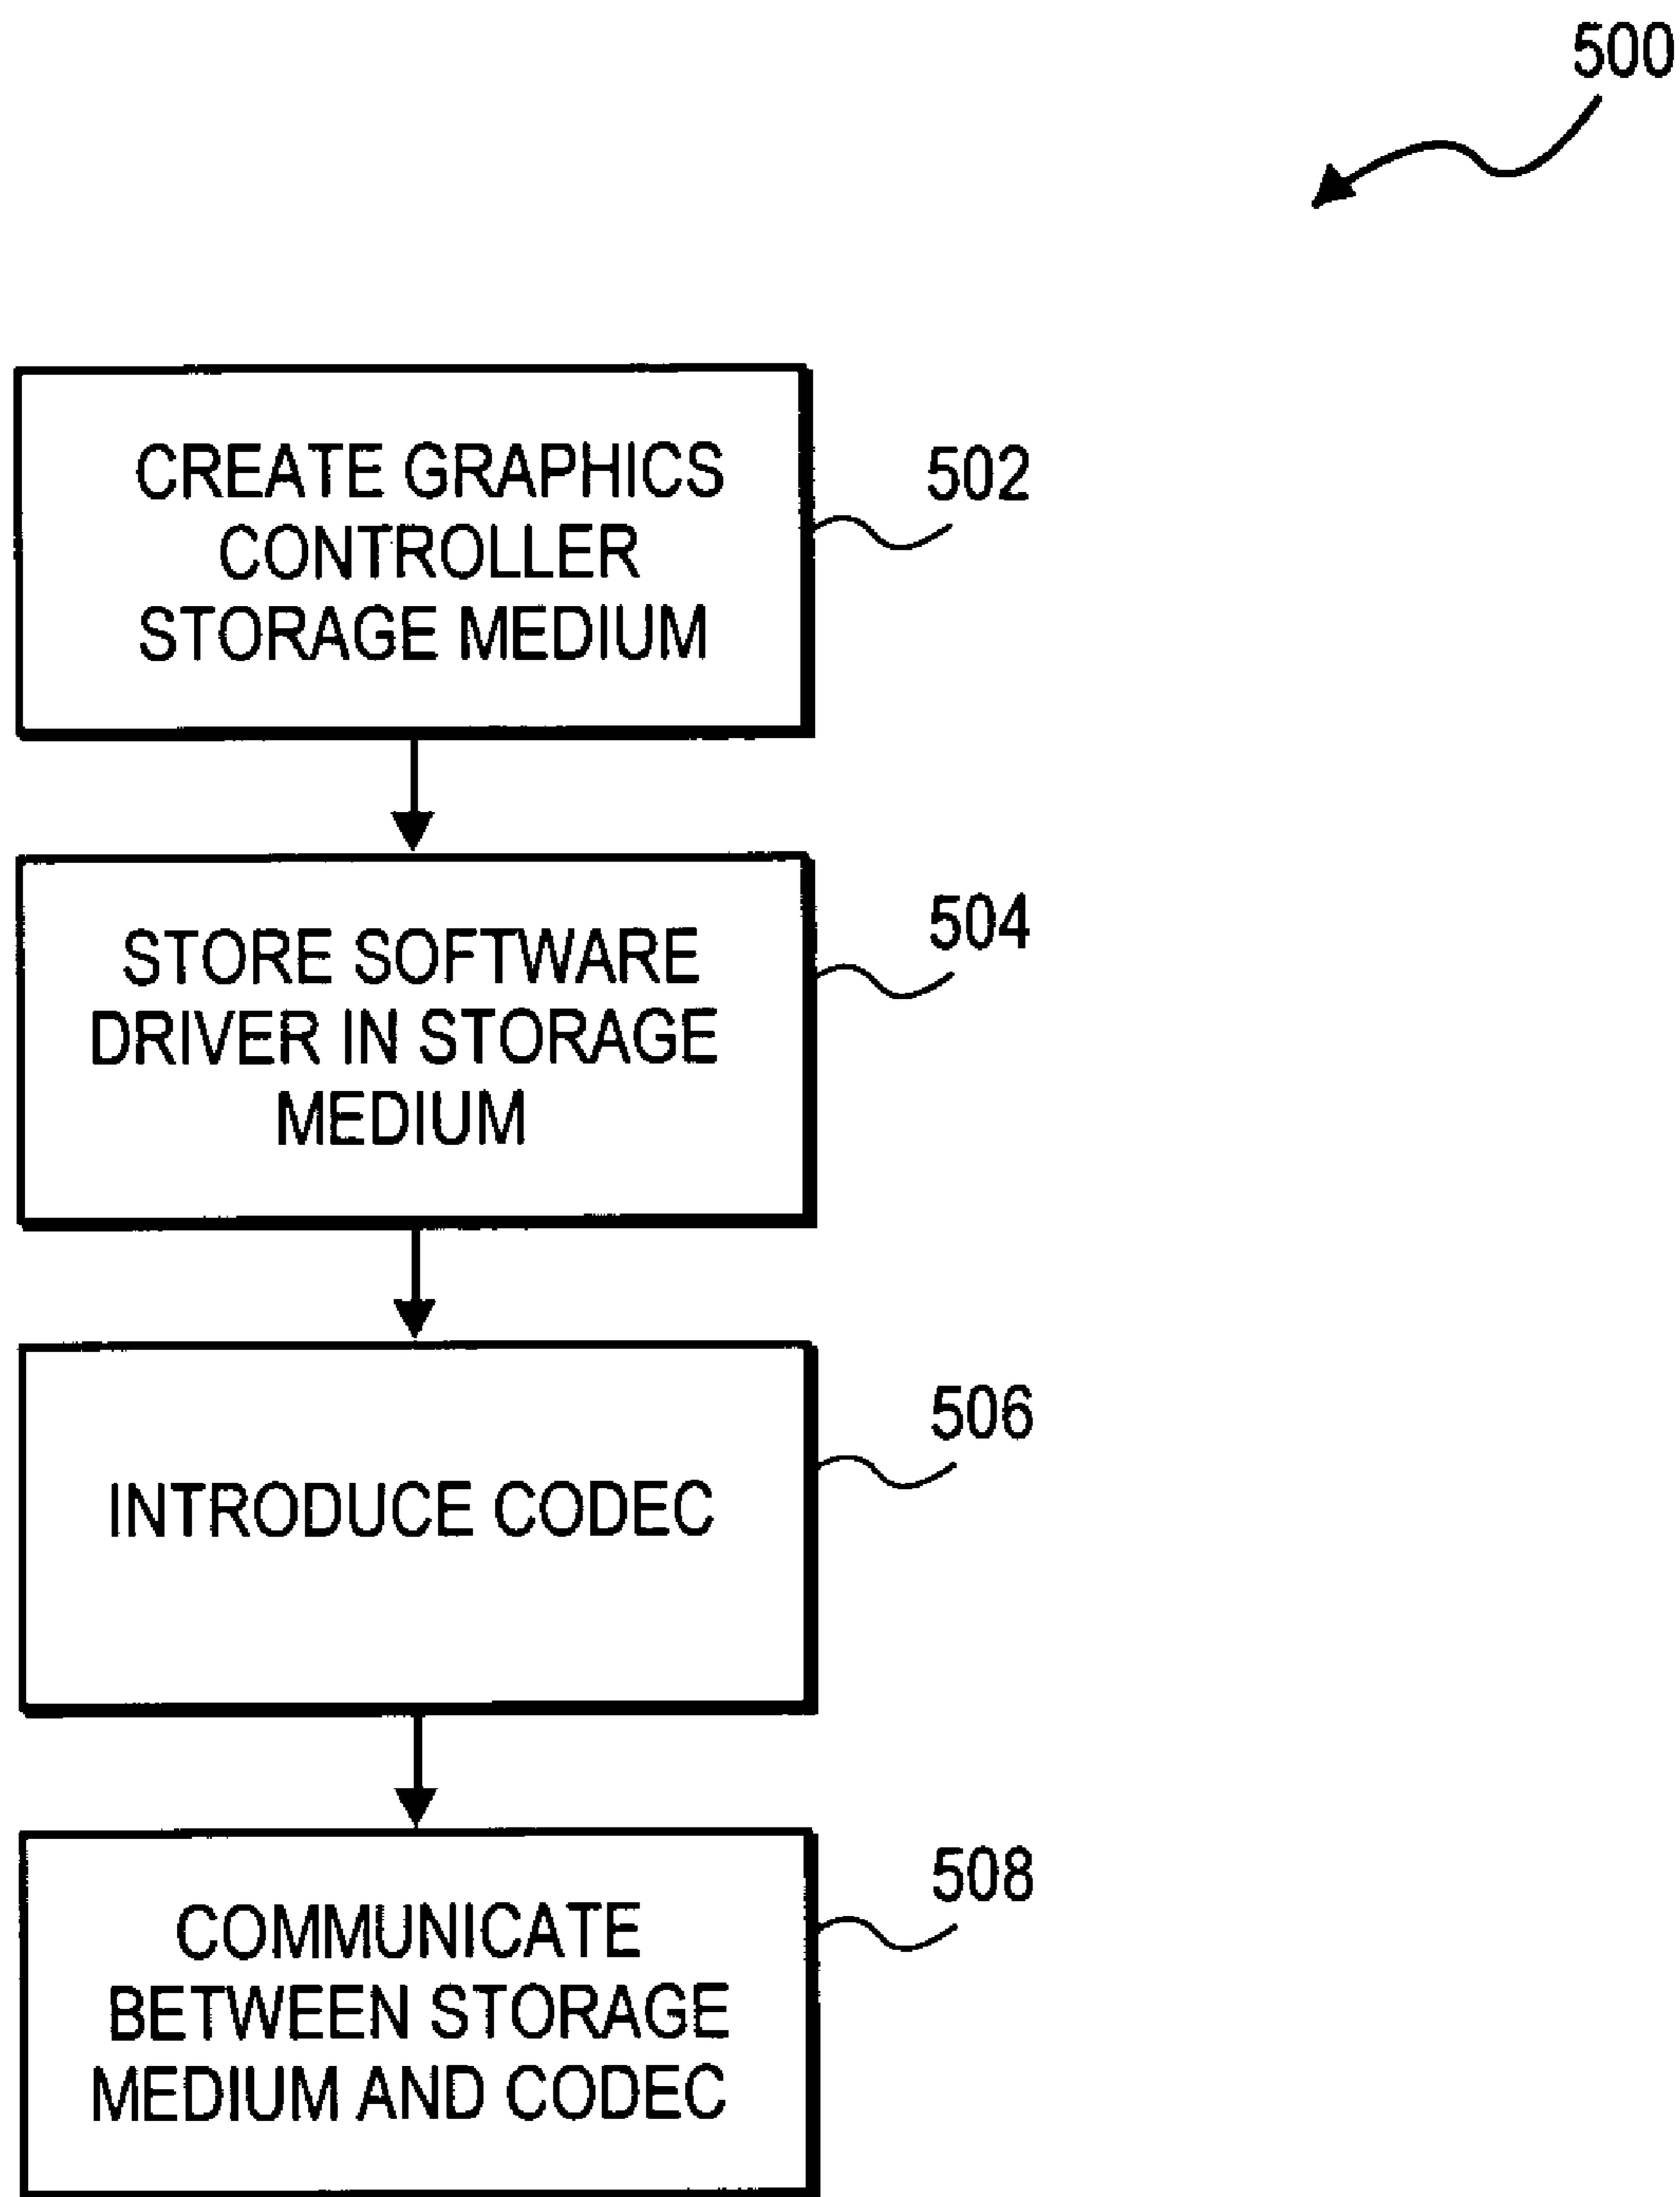 500
CREATE GRAPHICS
CONTROLLER
STORAGE MEDIUM
502
STORE SOFTWARE
DRIVER IN STORAGE
MEDIUM
504
INTRODUCE CODEC
506
COMMUNICATE
BETWEEN STORAGE
MEDIUM AND CODEC
508